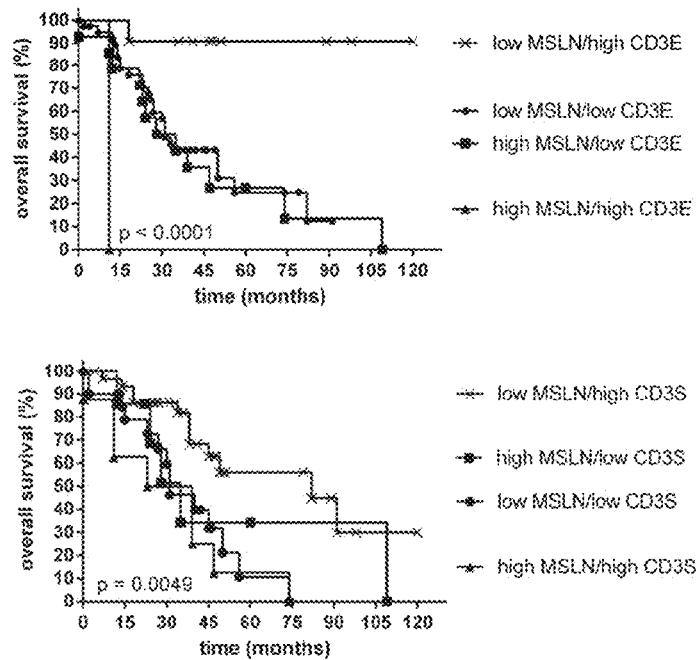 overall survival (%)
100
90
80
70
60
50
40
30
20
10
0
p < 0.0001
0 15 30 45 60 75 90 105 120
time (months)
low MSLN/high CD3E
low MSLN/low CD3E
high MSLN/low CD3E
high MSLN/high CD3E
overall survival (%)
100
90
80
70
60
50
40
30
20
10
0
p = 0.0049
0 15 30 45 60 75 90 105 120
time (months)
low MSLN/high CD3S
high MSLN/low CD3S
low MSLN/low CD3S
high MSLN/high CD3S